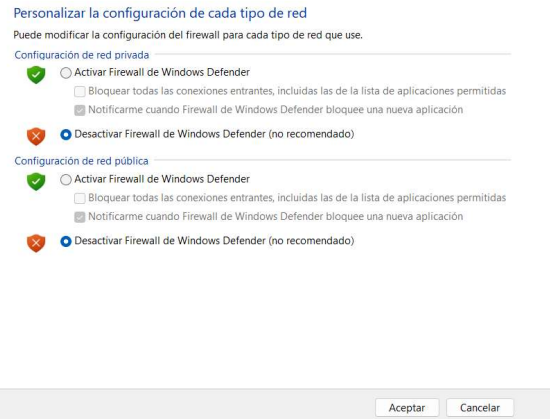 Personalizar la configuración de cada tipo de red
Puede modificar la configuración del firewall para cada tipo de red que use.
Configuración de red privada
Activar Firewall de Windows Defender
Bloquear todas las conexiones entrantes, incluidas las de la lista de aplicaciones permitidas
Notificarme cuando Firewall de Windows Defender bloquee una nueva aplicación
Desactivar Firewall de Windows Defender (no recomendado)
Configuración de red pública
Activar Firewall de Windows Defender
Bloquear todas las conexiones entrantes, incluidas las de la lista de aplicaciones permitidas
Notificarme cuando Firewall de Windows Defender bloquee una nueva aplicación
Desactivar Firewall de Windows Defender (no recomendado)
Aceptar Cancelar